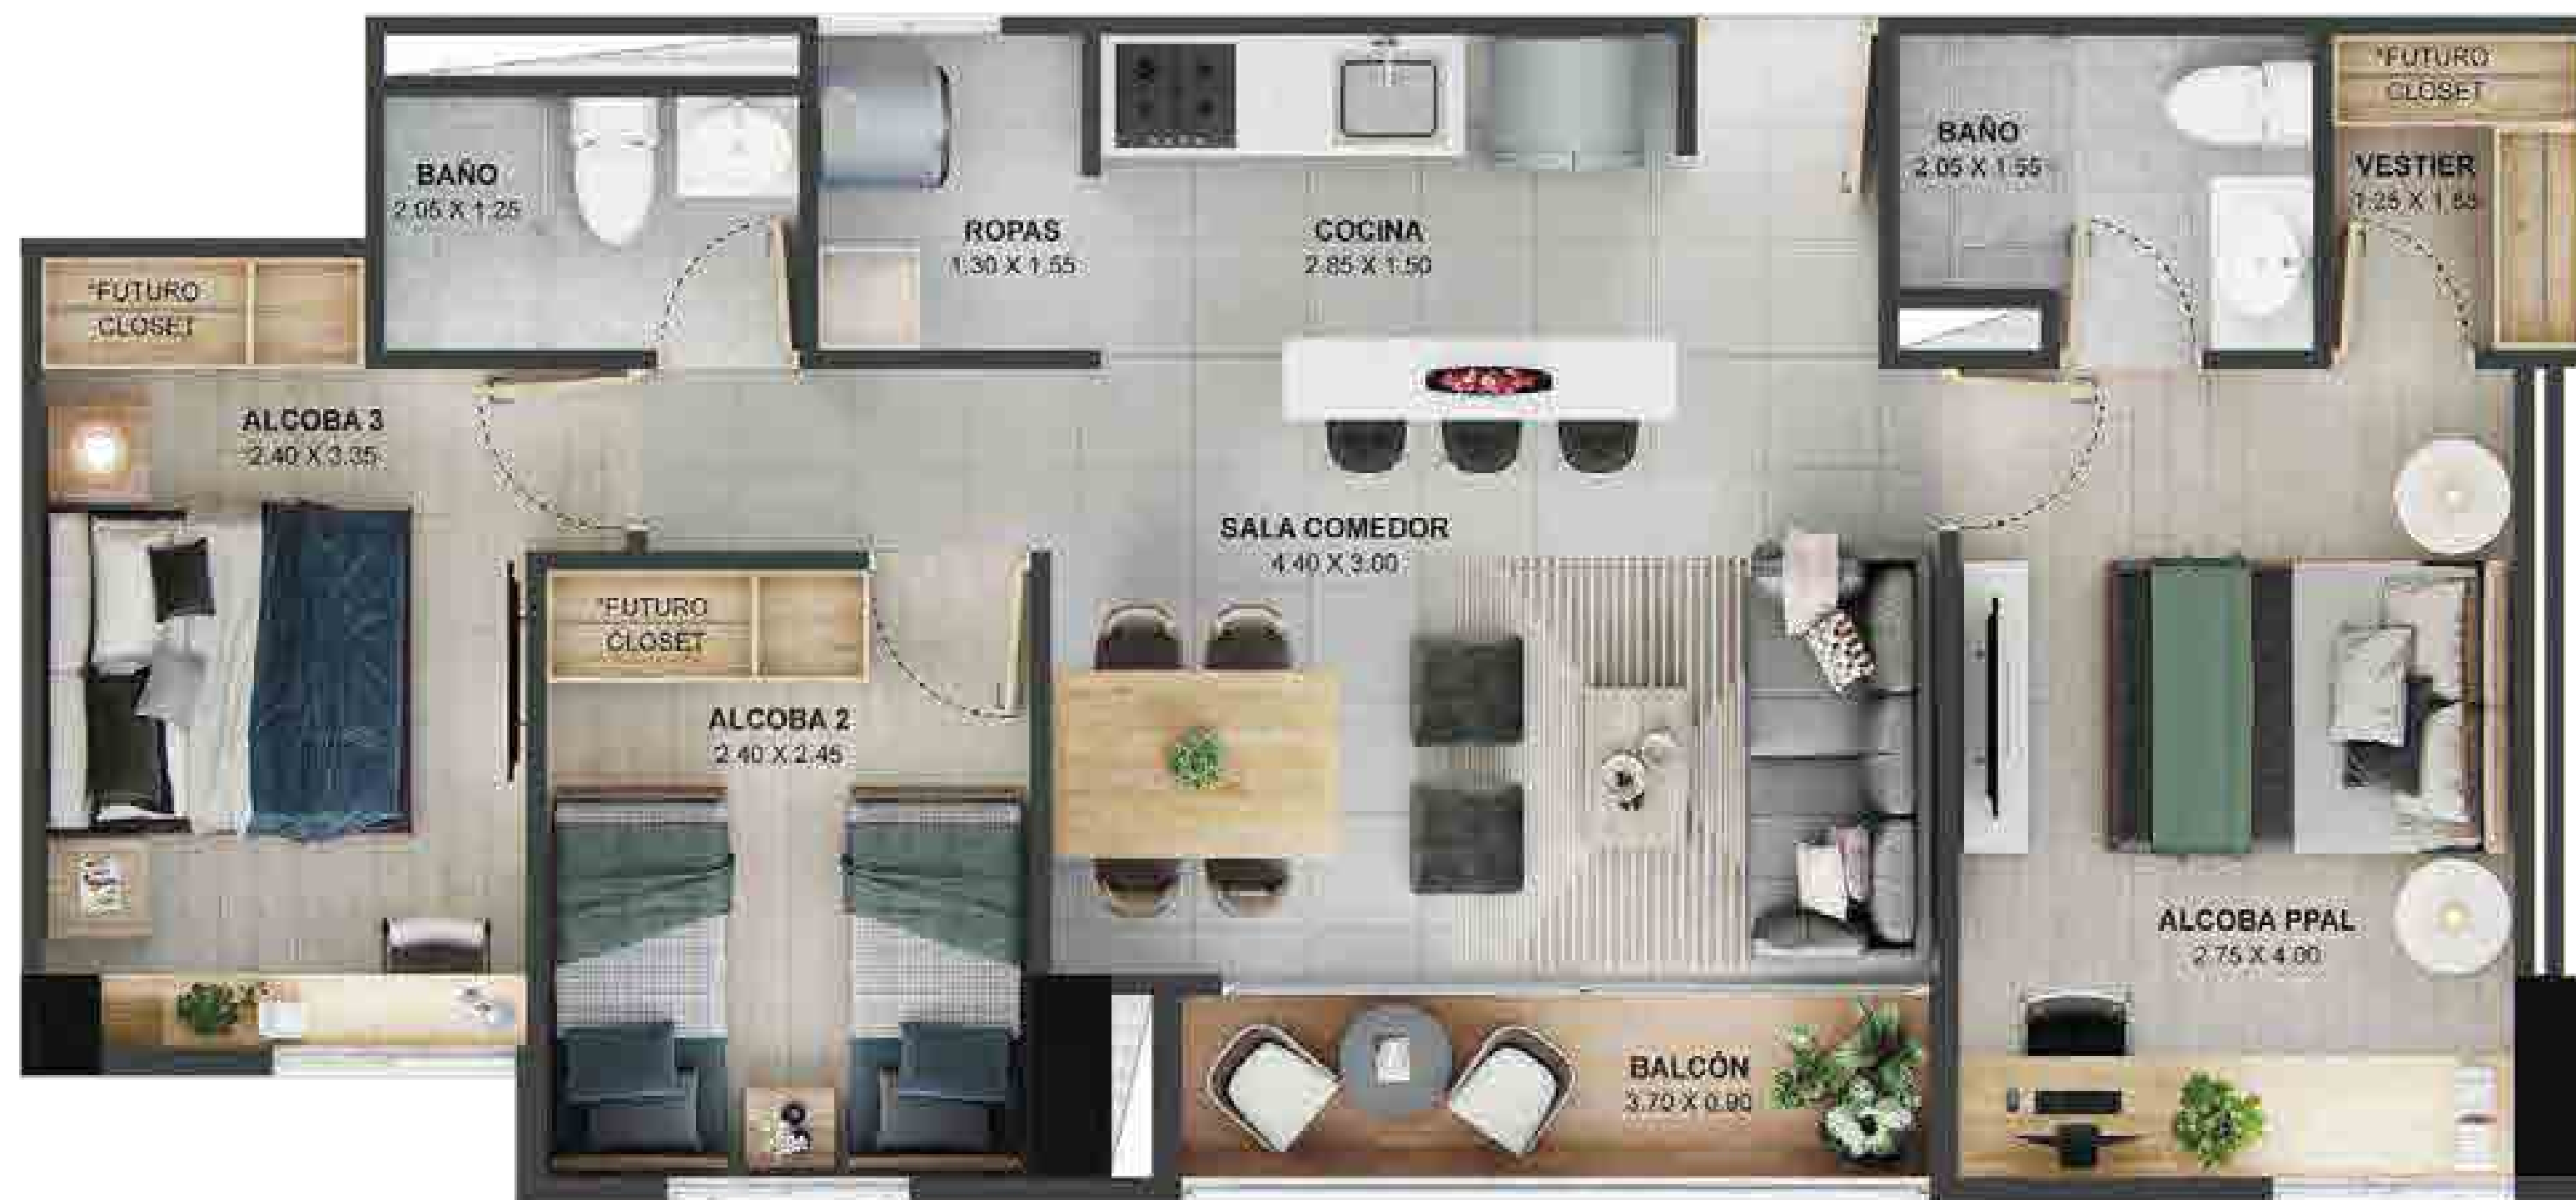 *FUTURO
CLOSET
BAÑO
2.05 X 1.55
BAÑO
2.05 X 1.25
VESTIER
1.25 X 1.55
ROPAS
1.30 X 1.55
COCINA
2.85 X 1.50
*FUTURO
CLOSET
ALCOBA 3
2.40 X 3.35
SALA COMEDOR
4.40 X 3.00
*FUTURO
CLOSET
ALCOBA 2
2.40 X 2.45
ALCOBA PPAL
2.75 X 4.00
BALCÓN
3.70 X 0.90